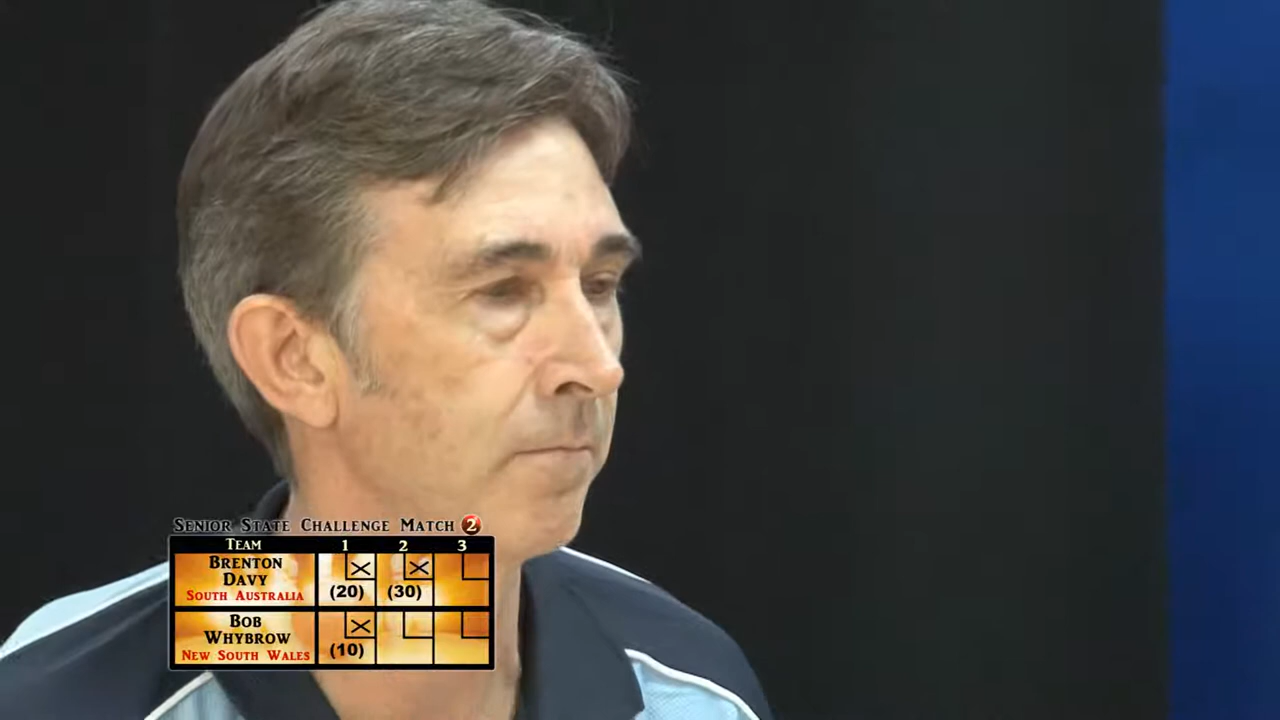 Senior State Challenge Match 2
Team 1 2 3
Brenton
Davy
South Australia
X X
(20) (30)
Bob
Whybrow
New South Wales
X
(10)